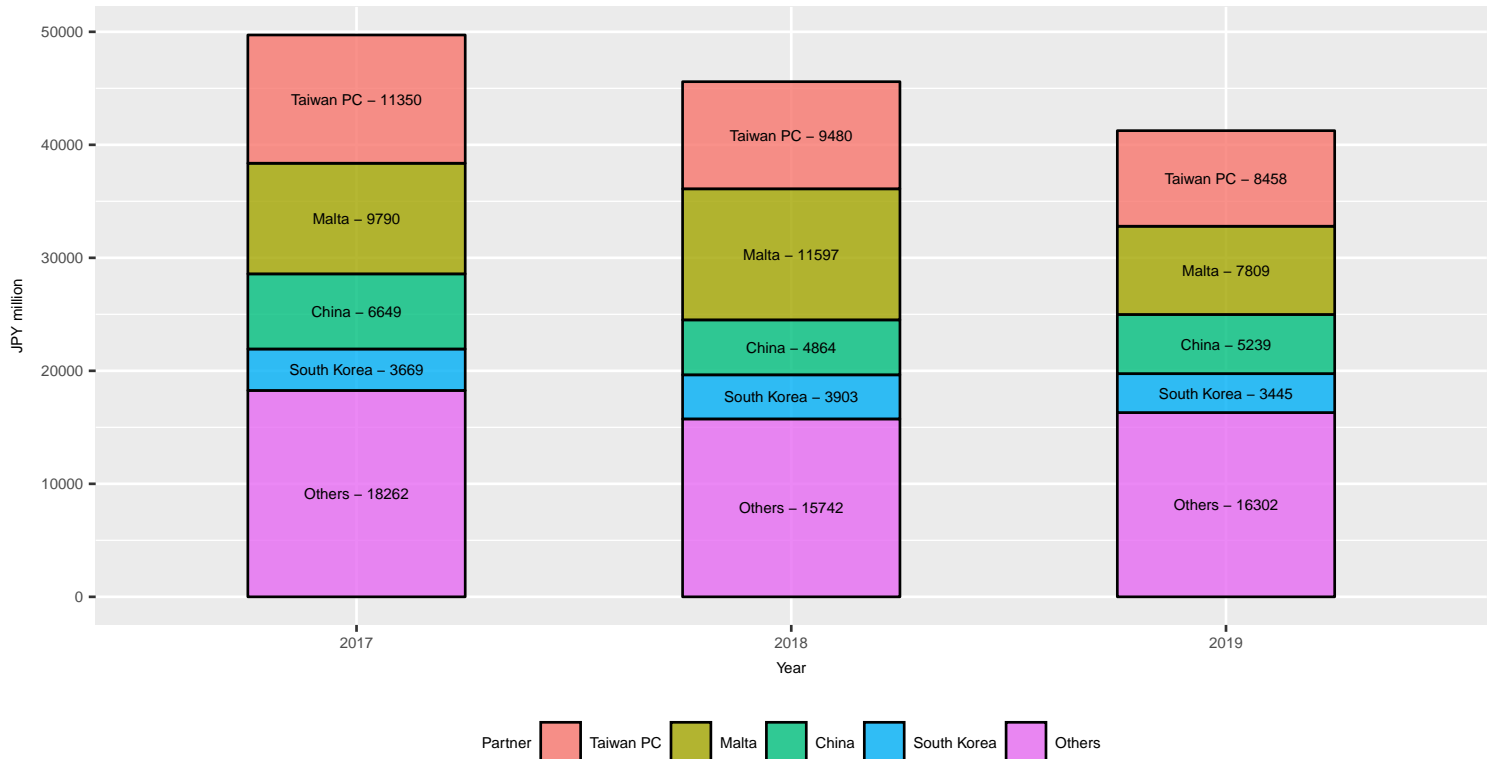 50000
40000
30000
20000
10000
0
JPY million
Taiwan PC − 11350
Malta − 9790
China − 6649
South Korea − 3669
Others − 18262
Taiwan PC − 9480
Malta − 11597
China − 4864
South Korea − 3903
Others − 15742
Taiwan PC − 8458
Malta − 7809
China − 5239
South Korea − 3445
Others − 16302
2017 2018 2019
Year
Partner Taiwan PC Malta China South Korea Others